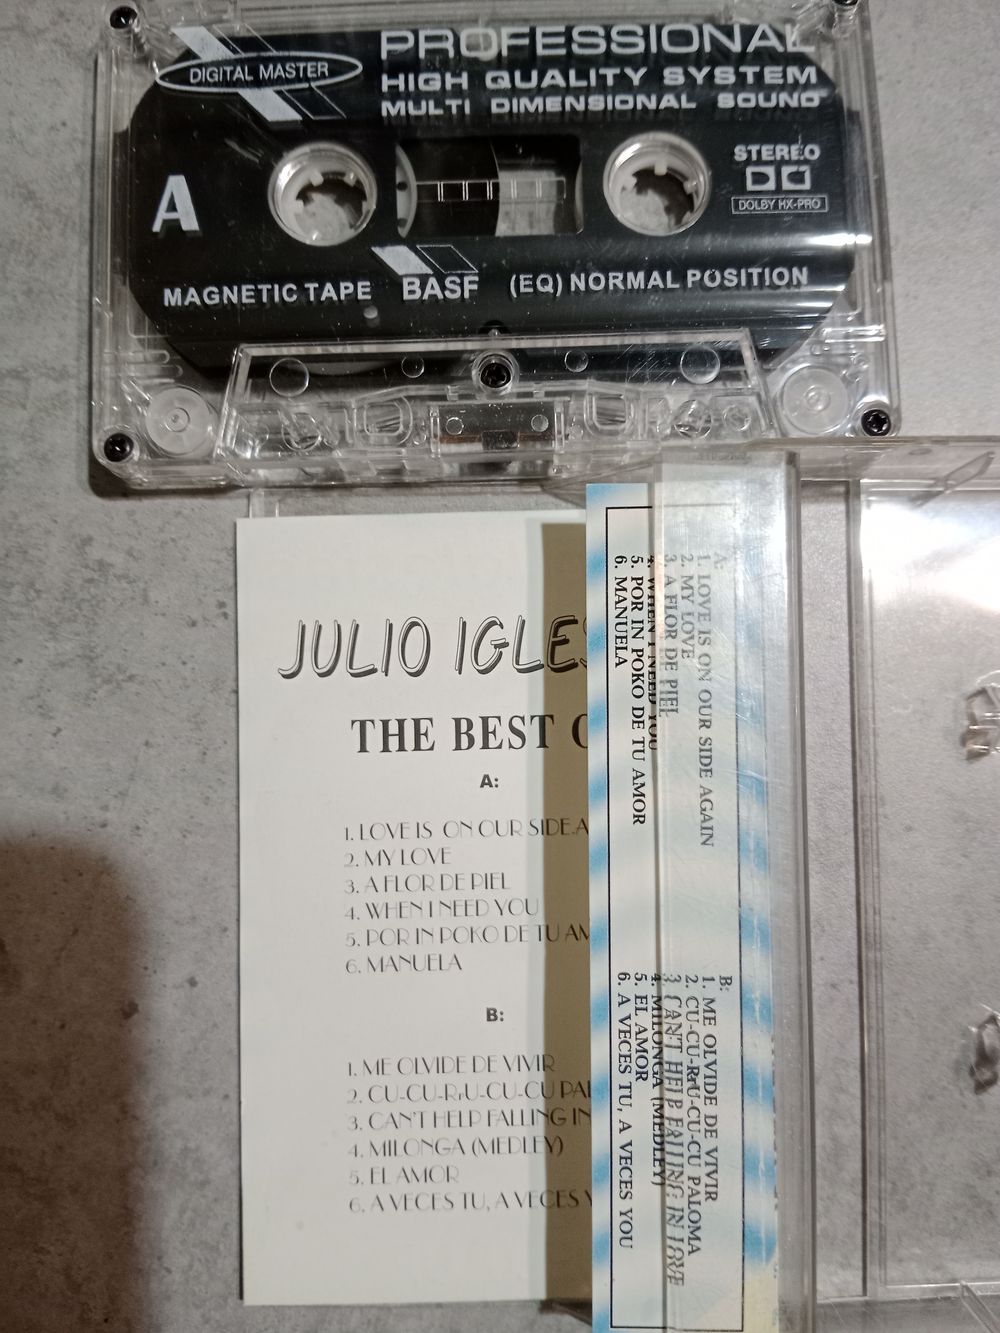 DIGITAL MASTER
PROFESSIONAL
HIGH QUALITY SYSTEM
MULTI DIMENSIONAL SOUND
A
STEREO
DOLBY HX-PRO
MAGNETIC TAPE BASF (EQ) NORMAL POSITION
JULIO IGLES
THE BEST
A:
1. LOVE IS ON OUR SIDE A
2. MY LOVE
3. A FLOR DE PIEL
4. WHEN I NEED YOU
5. POR IN POKO DE TU AM
6. MANUELA
B:
1. ME OLVIDE DE VIVIR
2. CU-CU-RrU-CU-CU PAL
3. CAN'T HELP FALLING IN
4. MILONGA (MEDLEY)
5. EL AMOR
6. A VECES TU, A VECES Y
A:
1. LOVE IS ON OUR SIDE AGAIN
2. MY LOVE
3. A FLOR DE PIEL
4. WHEN I NEED YOU
5. POR IN POKO DE TU AMOR
6. MANUELA
B:
1. ME OLVIDE DE VIVIR
2. CU-CU-RrU-CU-CU PALOMA
3. CAN'T HELP FALLING IN LOVE
4. MILONGA (MEDLEY)
5. EL AMOR
6. A VECES TU, A VECES YOU